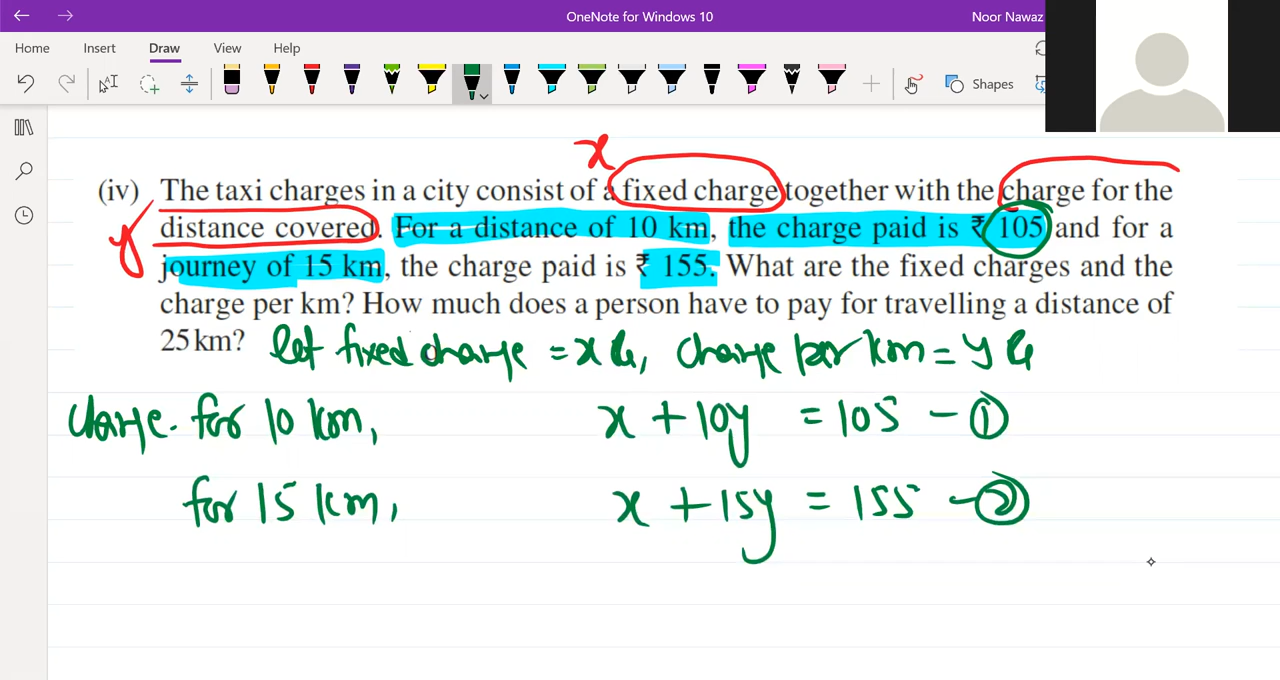 OneNote for Windows 10
Noor Nawaz
Home Insert Draw View Help
Shapes
x
(iv) The taxi charges in a city consist of a fixed charge together with the charge for the
y distance covered. For a distance of 10 km, the charge paid is ₹ 105 and for a
journey of 15 km, the charge paid is ₹ 155. What are the fixed charges and the
charge per km? How much does a person have to pay for travelling a distance of
25 km?
let fixed charge = x ₨, charge per km = y ₨
charge. for 10 km, x + 10y = 105 – ①
for 15 km, x + 15y = 155 – ②